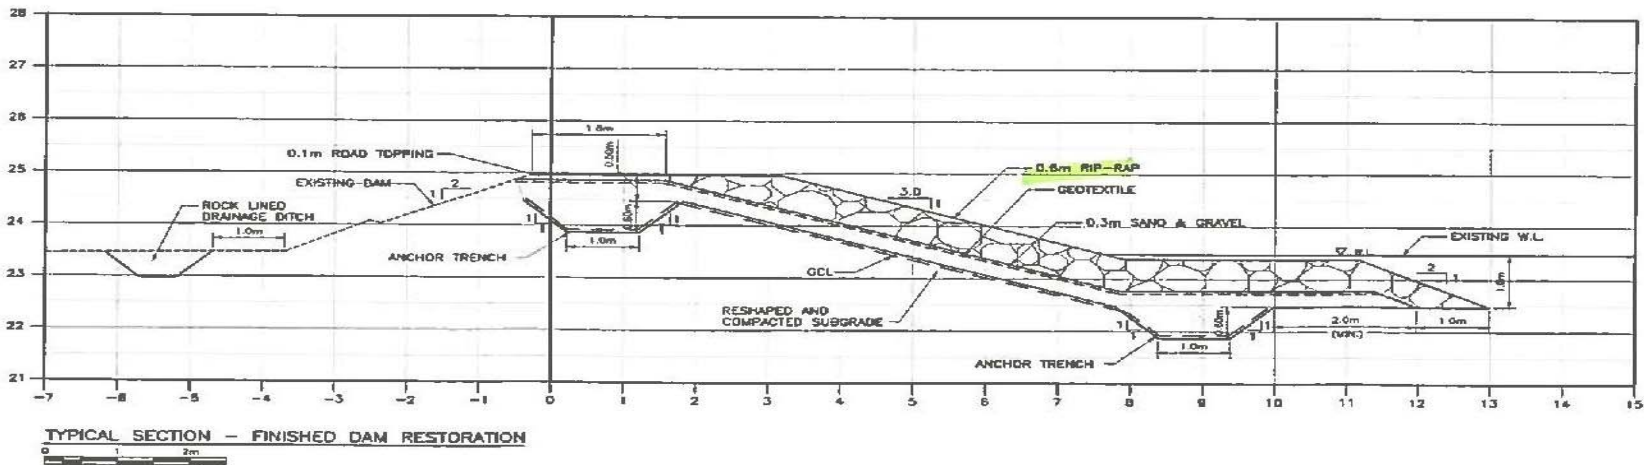 28
27
26
25
24
23
22
21
1.8m
0.50m
0.1m ROAD TOPPING
EXISTING DAM
1
2
ROCK LINED
DRAINAGE DITCH
1.0m
ANCHOR TRENCH
1
1
0.60m
1.0m
1
1
3.0
1
0.6m RIP-RAP
GEOTEXTILE
0.3m SAND & GRAVEL
GCL
RESHAPED AND
COMPACTED SUBGRADE
W.L.
EXISTING W.L.
2
1
1.0m
1
1
0.60m
1.0m
1
1
2.0m
(MIN.)
1.0m
ANCHOR TRENCH
-7 -6 -5 -4 -3 -2 -1 0 1 2 3 4 5 6 7 8 9 10 11 12 13 14 15
TYPICAL SECTION - FINISHED DAM RESTORATION
0 1 2m